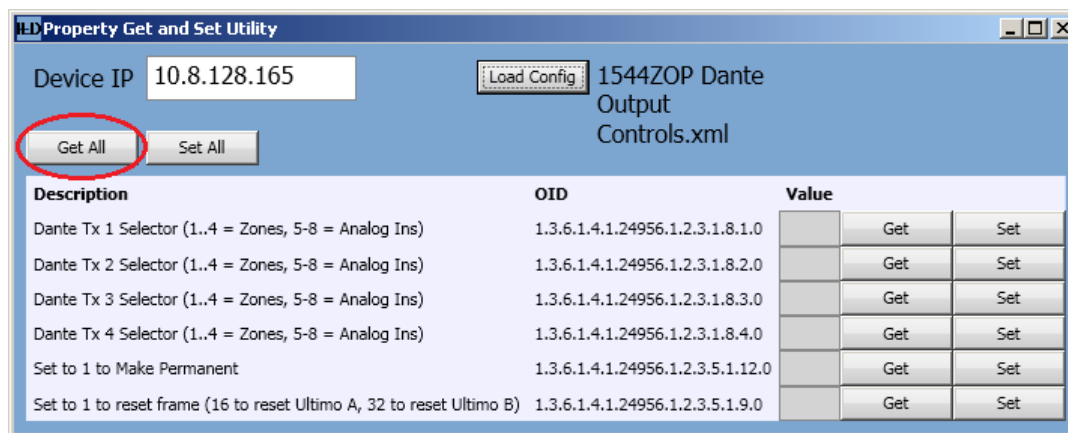 IED Property Get and Set Utility
Device IP 10.8.128.165 Load Config 1544ZOP Dante
Output
Controls.xml
Get All Set All
Description OID Value
Dante Tx 1 Selector (1..4 = Zones, 5-8 = Analog Ins) 1.3.6.1.4.1.24956.1.2.3.1.8.1.0 Get Set
Dante Tx 2 Selector (1..4 = Zones, 5-8 = Analog Ins) 1.3.6.1.4.1.24956.1.2.3.1.8.2.0 Get Set
Dante Tx 3 Selector (1..4 = Zones, 5-8 = Analog Ins) 1.3.6.1.4.1.24956.1.2.3.1.8.3.0 Get Set
Dante Tx 4 Selector (1..4 = Zones, 5-8 = Analog Ins) 1.3.6.1.4.1.24956.1.2.3.1.8.4.0 Get Set
Set to 1 to Make Permanent 1.3.6.1.4.1.24956.1.2.3.5.1.12.0 Get Set
Set to 1 to reset frame (16 to reset Ultimo A, 32 to reset Ultimo B) 1.3.6.1.4.1.24956.1.2.3.5.1.9.0 Get Set